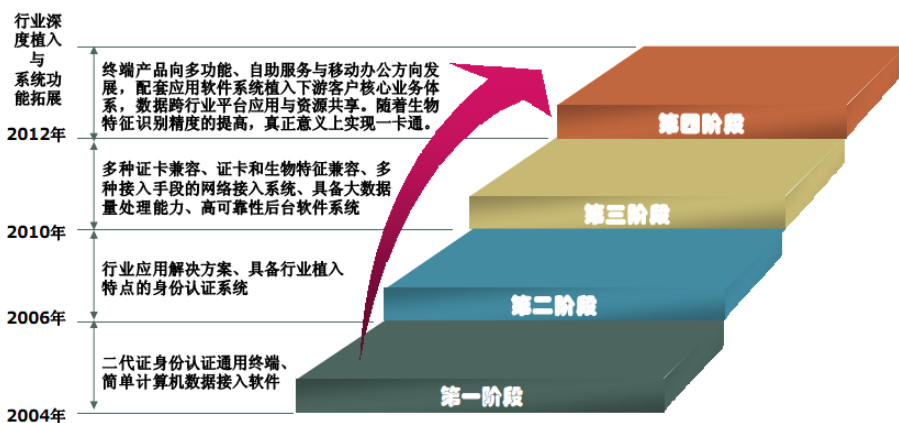 行业深
度植入
与
系统功
能拓展
终端产品向多功能、自助服务与移动办公方向发
展，配套应用软件系统植入下游客户核心业务体
系，数据跨行业平台应用与资源共享。随着生物
特征识别精度的提高，真正意义上实现一卡通。
第四阶段
2012年
多种证卡兼容、证卡和生物特征兼容、多
种接入手段的网络接入系统、具备大数据
量处理能力、高可靠性后台软件系统
第三阶段
2010年
行业应用解决方案、具备行业植入
特点的身份认证系统
第二阶段
2006年
二代证身份认证通用终端、
简单计算机数据接入软件
第一阶段
2004年